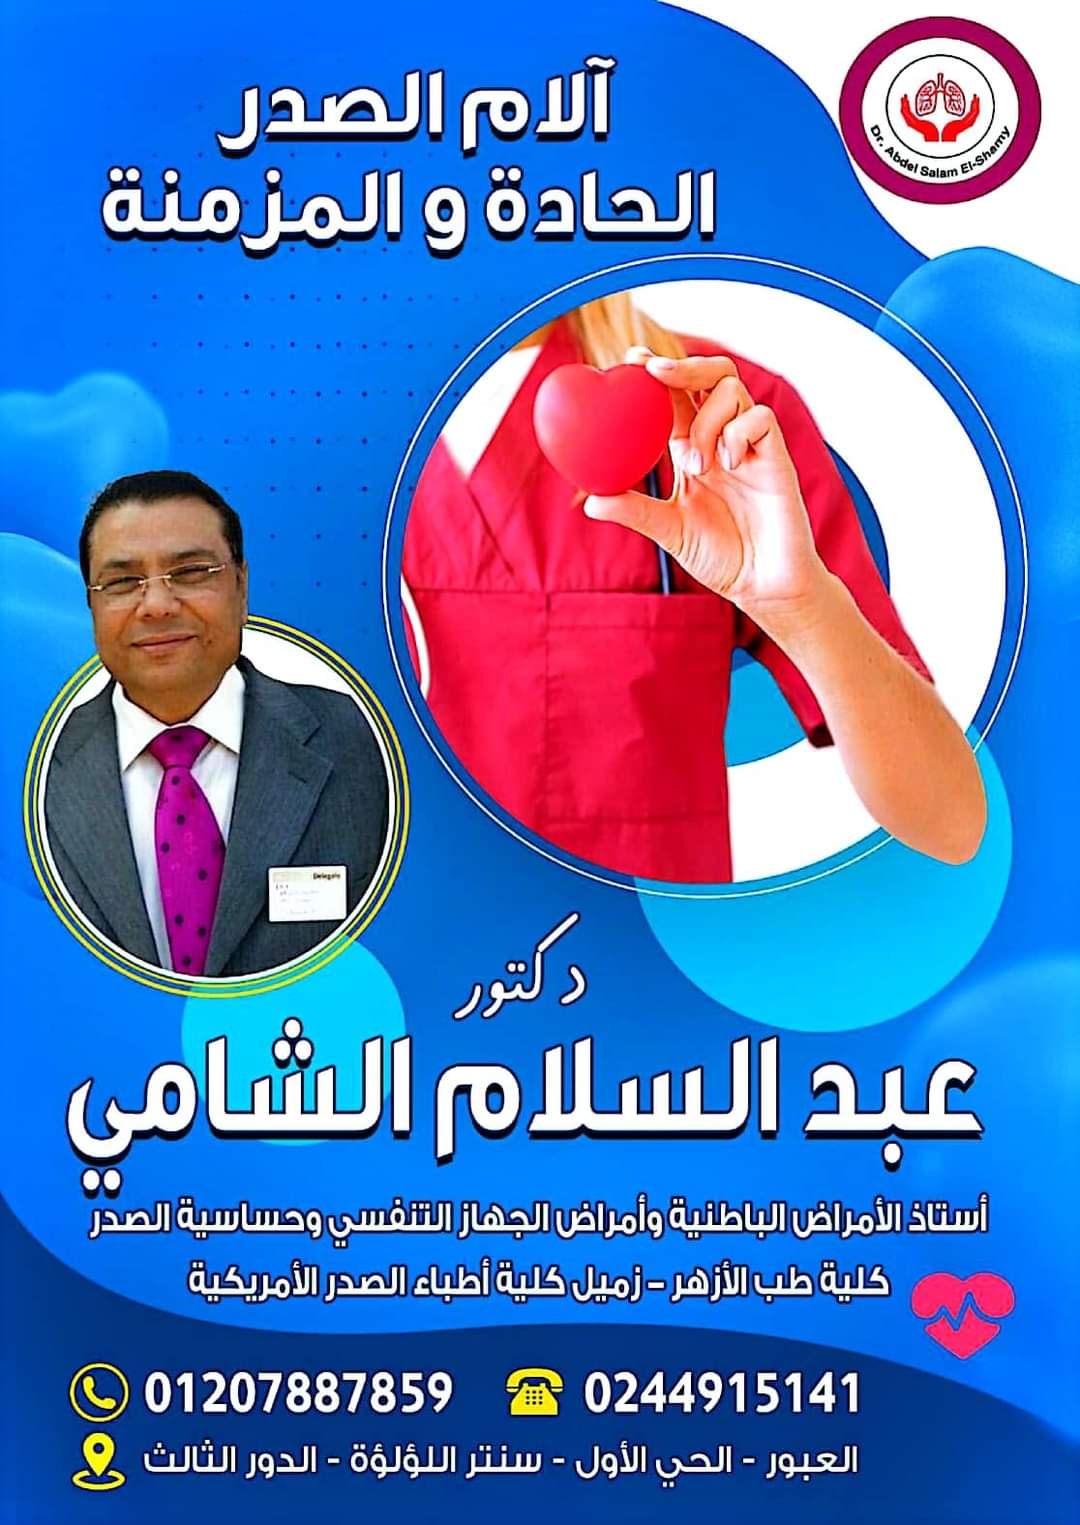 آلام الصدر
الحادة و المزمنة
Dr. Abdel Salam El-Shamy
Delegate
دكتور
عبد السلام الشامي
أستاذ الأمراض الباطنية وأمراض الجهاز التنفسي وحساسية الصدر
كلية طب الأزهر – زميل كلية أطباء الصدر الأمريكية
01207887859 0244915141
العبور - الحي الأول - سنتر اللؤلؤة - الدور الثالث